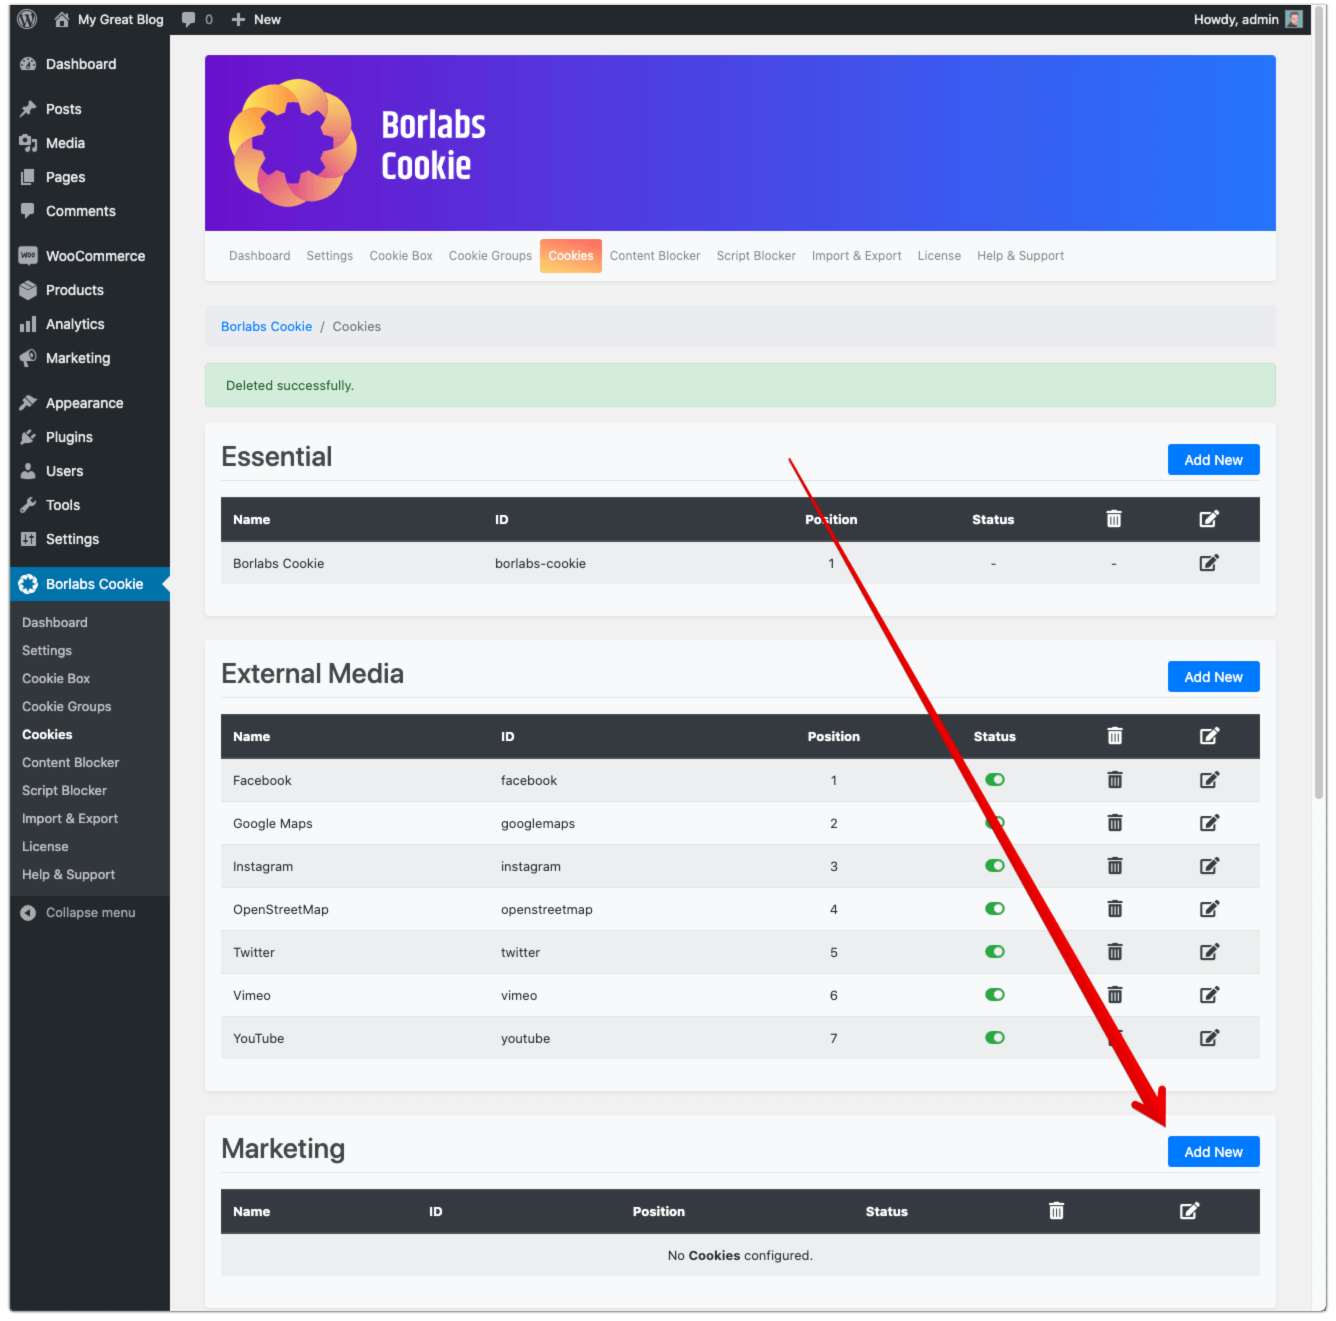 My Great Blog 0 New Howdy, admin
Dashboard
Posts
Media
Pages
Comments
WooCommerce
Products
Analytics
Marketing
Appearance
Plugins
Users
Tools
Settings
Borlabs Cookie
Dashboard
Settings
Cookie Box
Cookie Groups
Cookies
Content Blocker
Script Blocker
Import & Export
License
Help & Support
Collapse menu
Borlabs
Cookie
Dashboard Settings Cookie Box Cookie Groups Cookies Content Blocker Script Blocker Import & Export License Help & Support
Borlabs Cookie / Cookies
Deleted successfully.
Essential Add New
Name ID Position Status
Borlabs Cookie borlabs-cookie 1 - -
External Media Add New
Name ID Position Status
Facebook facebook 1
Google Maps googlemaps 2
Instagram instagram 3
OpenStreetMap openstreetmap 4
Twitter twitter 5
Vimeo vimeo 6
YouTube youtube 7
Marketing Add New
Name ID Position Status
No Cookies configured.